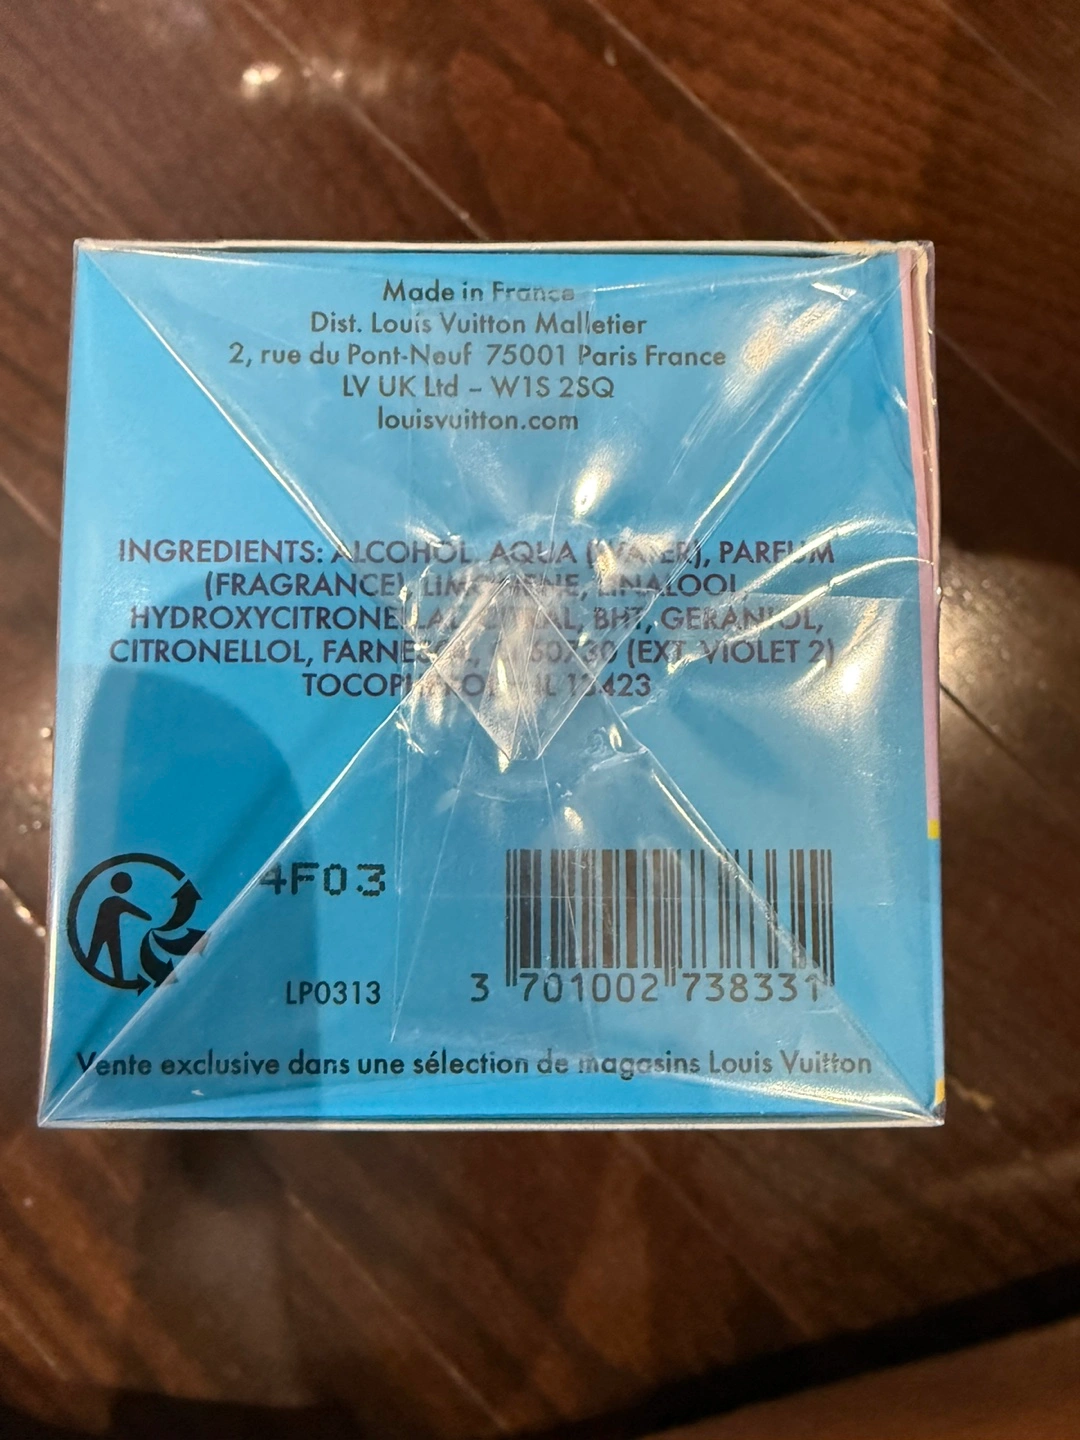 Made in France
Dist. Louis Vuitton Malletier
2, rue du Pont-Neuf 75001 Paris France
LV UK Ltd – W1S 2SQ
louisvuitton.com
INGREDIENTS: ALCOHOL, AQUA (WATER), PARFUM
(FRAGRANCE), LIMONENE, LINALOOL,
HYDROXYCITRONELLAL, CITRAL, BHT, GERANIOL,
CITRONELLOL, FARNESOL, (EXT. VIOLET 2)
TOCOPHEROL
4F03
LP0313
3 701002 738331
Vente exclusive dans une sélection de magasins Louis Vuitton